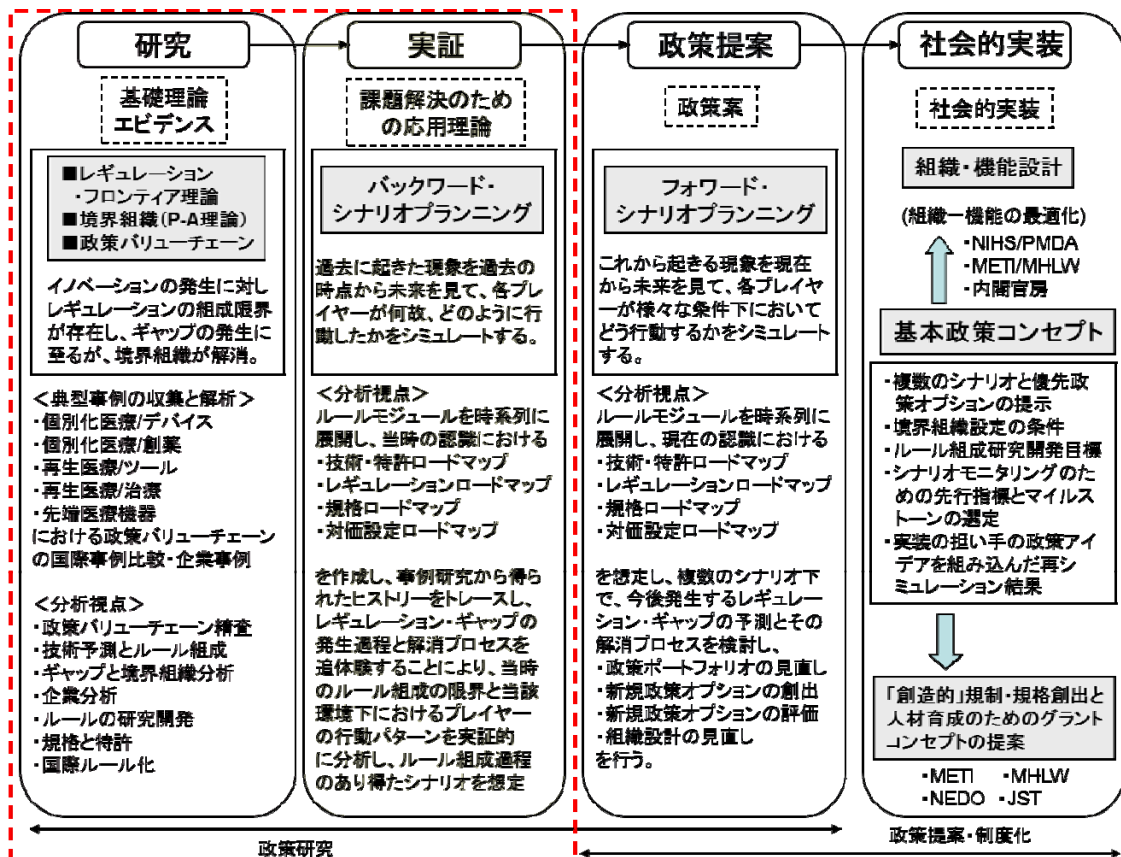 研究
基礎理論
エビデンス
■レギュレーション
・フロンティア理論
■境界組織(P-A理論)
■政策バリューチェーン
イノベーションの発生に対し
レギュレーションの組成限界
が存在し、ギャップの発生に
至るが、境界組織が解消。
＜典型事例の収集と解析＞
・個別化医療/デバイス
・個別化医療/創薬
・再生医療/ツール
・再生医療/治療
・先端医療機器
における政策バリューチェーン
の国際事例比較・企業事例
＜分析視点＞
・政策バリューチェーン精査
・技術予測とルール組成
・ギャップと境界組織分析
・企業分析
・ルールの研究開発
・規格と特許
・国際ルール化
実証
課題解決のため
の応用理論
バックワード・
シナリオプランニング
過去に起きた現象を過去の
時点から未来を見て、各プレ
イヤーが何故、どのように行
動したかをシミュレートする。
＜分析視点＞
ルールモジュールを時系列に
展開し、当時の認識における
・技術・特許ロードマップ
・レギュレーションロードマップ
・規格ロードマップ
・対価設定ロードマップ
を作成し、事例研究から得ら
れたヒストリーをトレースし、
レギュレーション・ギャップの
発生過程と解消プロセスを
追体験することにより、当時
のルール組成の限界と当該
環境下におけるプレイヤー
の行動パターンを実証的
に分析し、ルール組成過程
のあり得たシナリオを想定
政策提案
政策案
フォワード・
シナリオプランニング
これから起きる現象を現在
から未来を見て、各プレイヤ
ーが様々な条件下において
どう行動するかをシミュレート
する。
＜分析視点＞
ルールモジュールを時系列に
展開し、現在の認識における
・技術・特許ロードマップ
・レギュレーションロードマップ
・規格ロードマップ
・対価設定ロードマップ
を想定し、複数のシナリオ下
で、今後発生するレギュレー
ション・ギャップの予測とその
解消プロセスを検討し、
・政策ポートフォリオの見直し
・新規政策オプションの創出
・新規政策オプションの評価
・組織設計の見直し
を行う。
社会的実装
社会的実装
組織・機能設計
(組織ー機能の最適化)
・NIHS/PMDA
・METI/MHLW
・内閣官房
基本政策コンセプト
・複数のシナリオと優先政
策オプションの提示
・境界組織設定の条件
・ルール組成研究開発目標
・シナリオモニタリングのた
めの先行指標とマイルス
トーンの選定
・実装の担い手の政策アイ
デアを組み込んだ再シ
ミュレーション結果
「創造的」規制・規格創出と
人材育成のためのグラント
コンセプトの提案
・METI ・MHLW
・NEDO ・JST
政策研究
政策提案・制度化